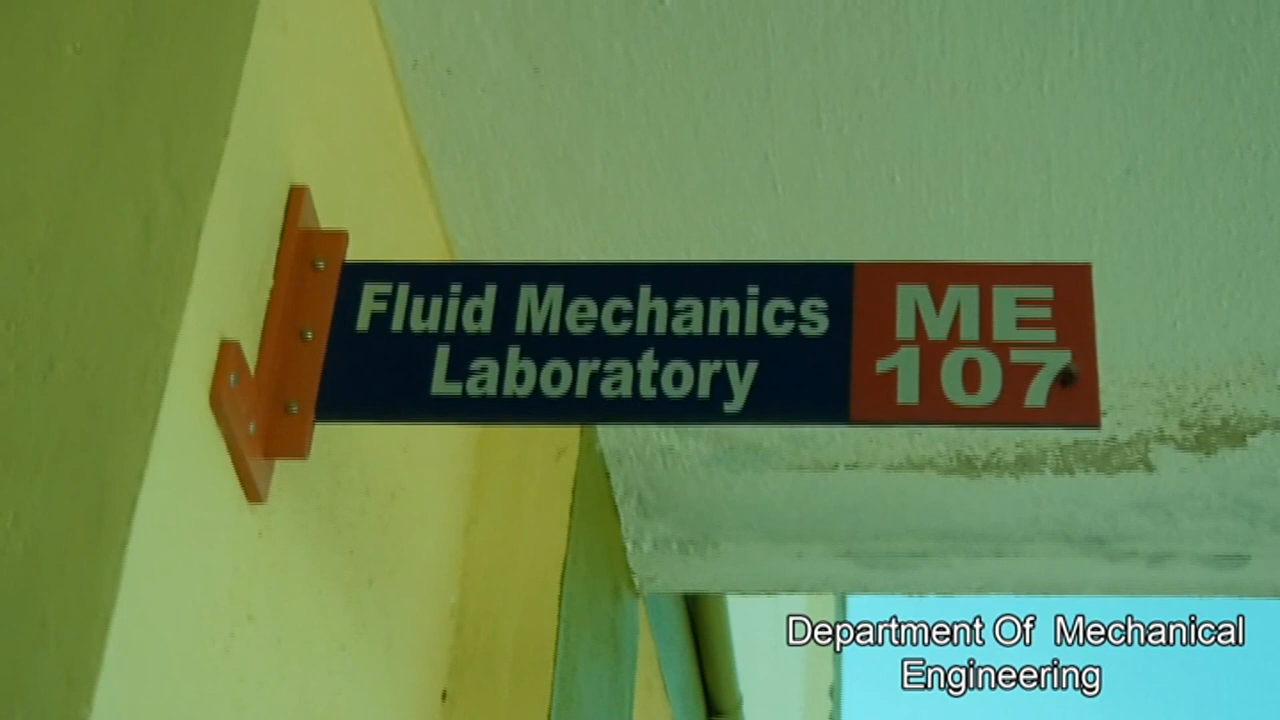 Fluid Mechanics
Laboratory
ME
107
Department Of  Mechanical
Engineering